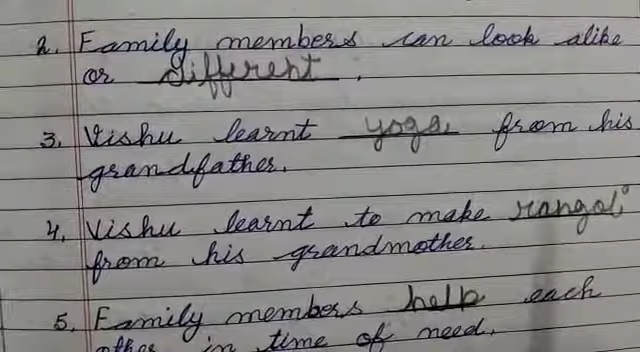 2. Family members can look alike
or different.
3. Vishu learnt yoga from his
grandfather.
4. Vishu learnt to make rangoli
from his grandmother.
5. Family members help each
other in time of need.